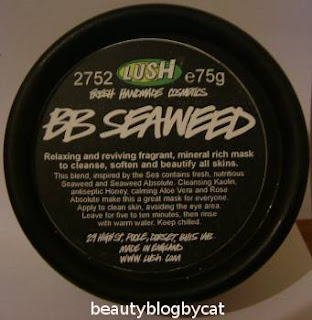 2752 LUSH e75g
FRESH HANDMADE COSMETICS
BB SEAWEED
Relaxing and reviving fragrant, mineral rich mask
to cleanse, soften and beautify all skins.
This blend, inspired by the Sea contains fresh, nutritious
Seaweed and Seaweed Absolute. Cleansing Kaolin,
antiseptic Honey, calming Aloe Vera and Rose
Absolute make this a great mask for everyone.
Apply to clean skin, avoiding the eye area.
Leave for five to ten minutes, then rinse
with warm water. Keep chilled.
29 HIGH ST, POOLE, DORSET, BH15 1AB.
MADE IN ENGLAND
WWW.LUSH.COM
beautyblogbycat